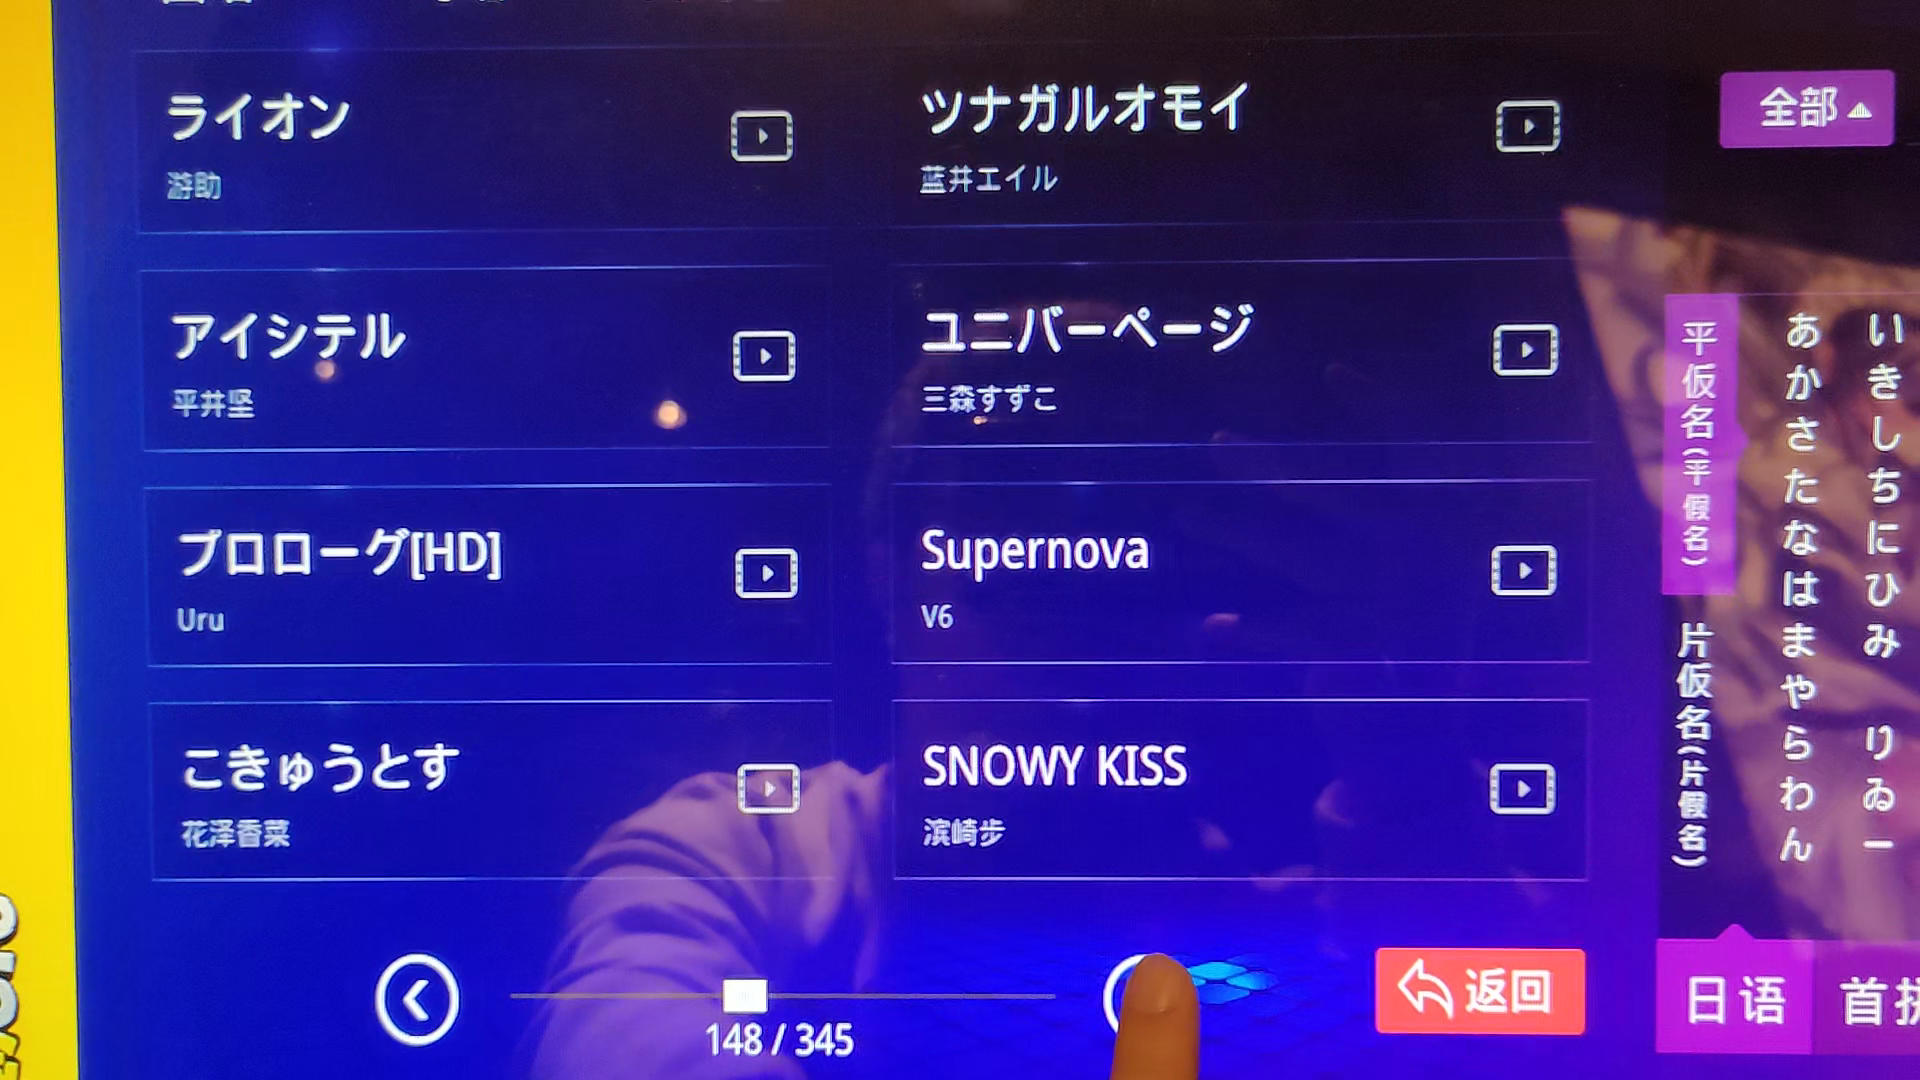 ライオン
游助
ツナガルオモイ
蓝井エイル
アイシテル
平井坚
ユニバーページ
三森すずこ
プロローグ[HD]
Uru
Supernova
V6
こきゅうとす
花泽香菜
SNOWY KISS
滨崎步
148 / 345
返回
全部
平仮名(平假名)
片仮名(片假名)
あかさたなはまやらわん
いきしちにひみ りゐー
日语
首拼